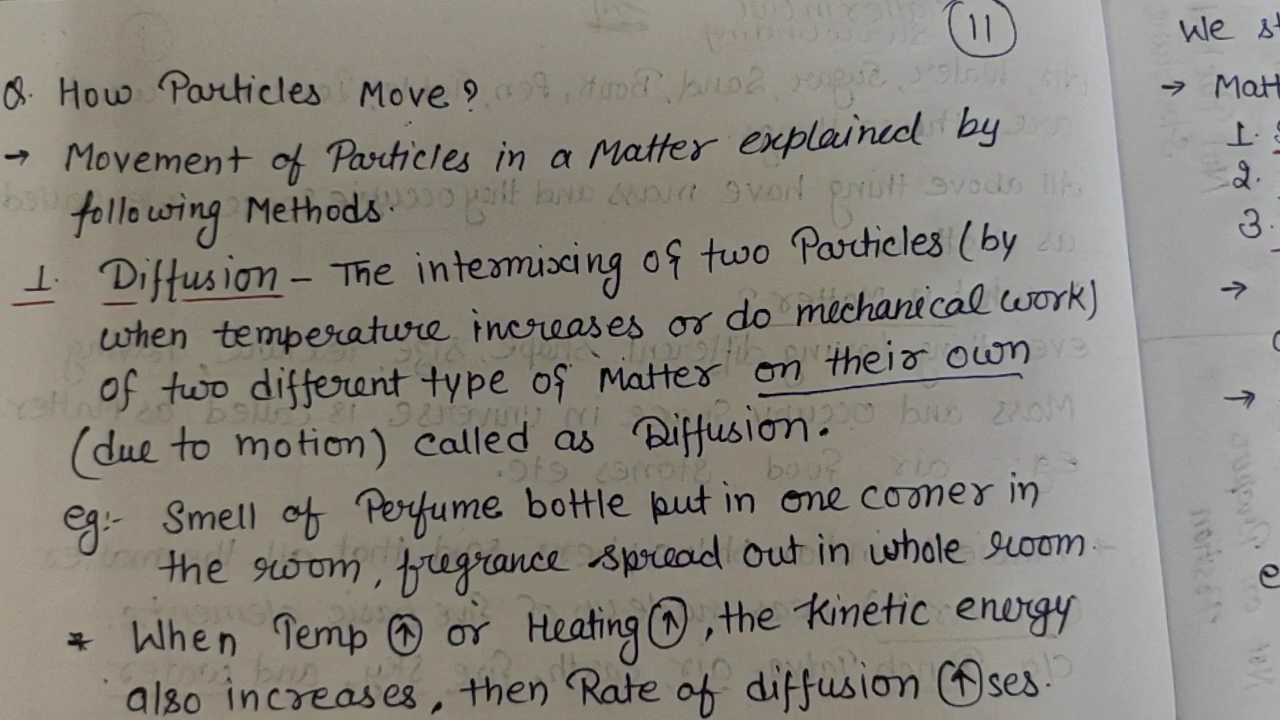 11
Q. How Particles Move?
→ Movement of Particles in a Matter explained by
following Methods.
1. Diffusion - The intermixing of two Particles (by
when temperature increases or do mechanical work)
of two different type of Matter on their own
(due to motion) called as Diffusion.
eg:- Smell of Perfume bottle put in one corner in
the room, fregrance spread out in whole room.
* When Temp ↑ or Heating ↑, the Kinetic energy
also increases, then Rate of diffusion ↑ses.
We
→
1.
2.
3.
→
→